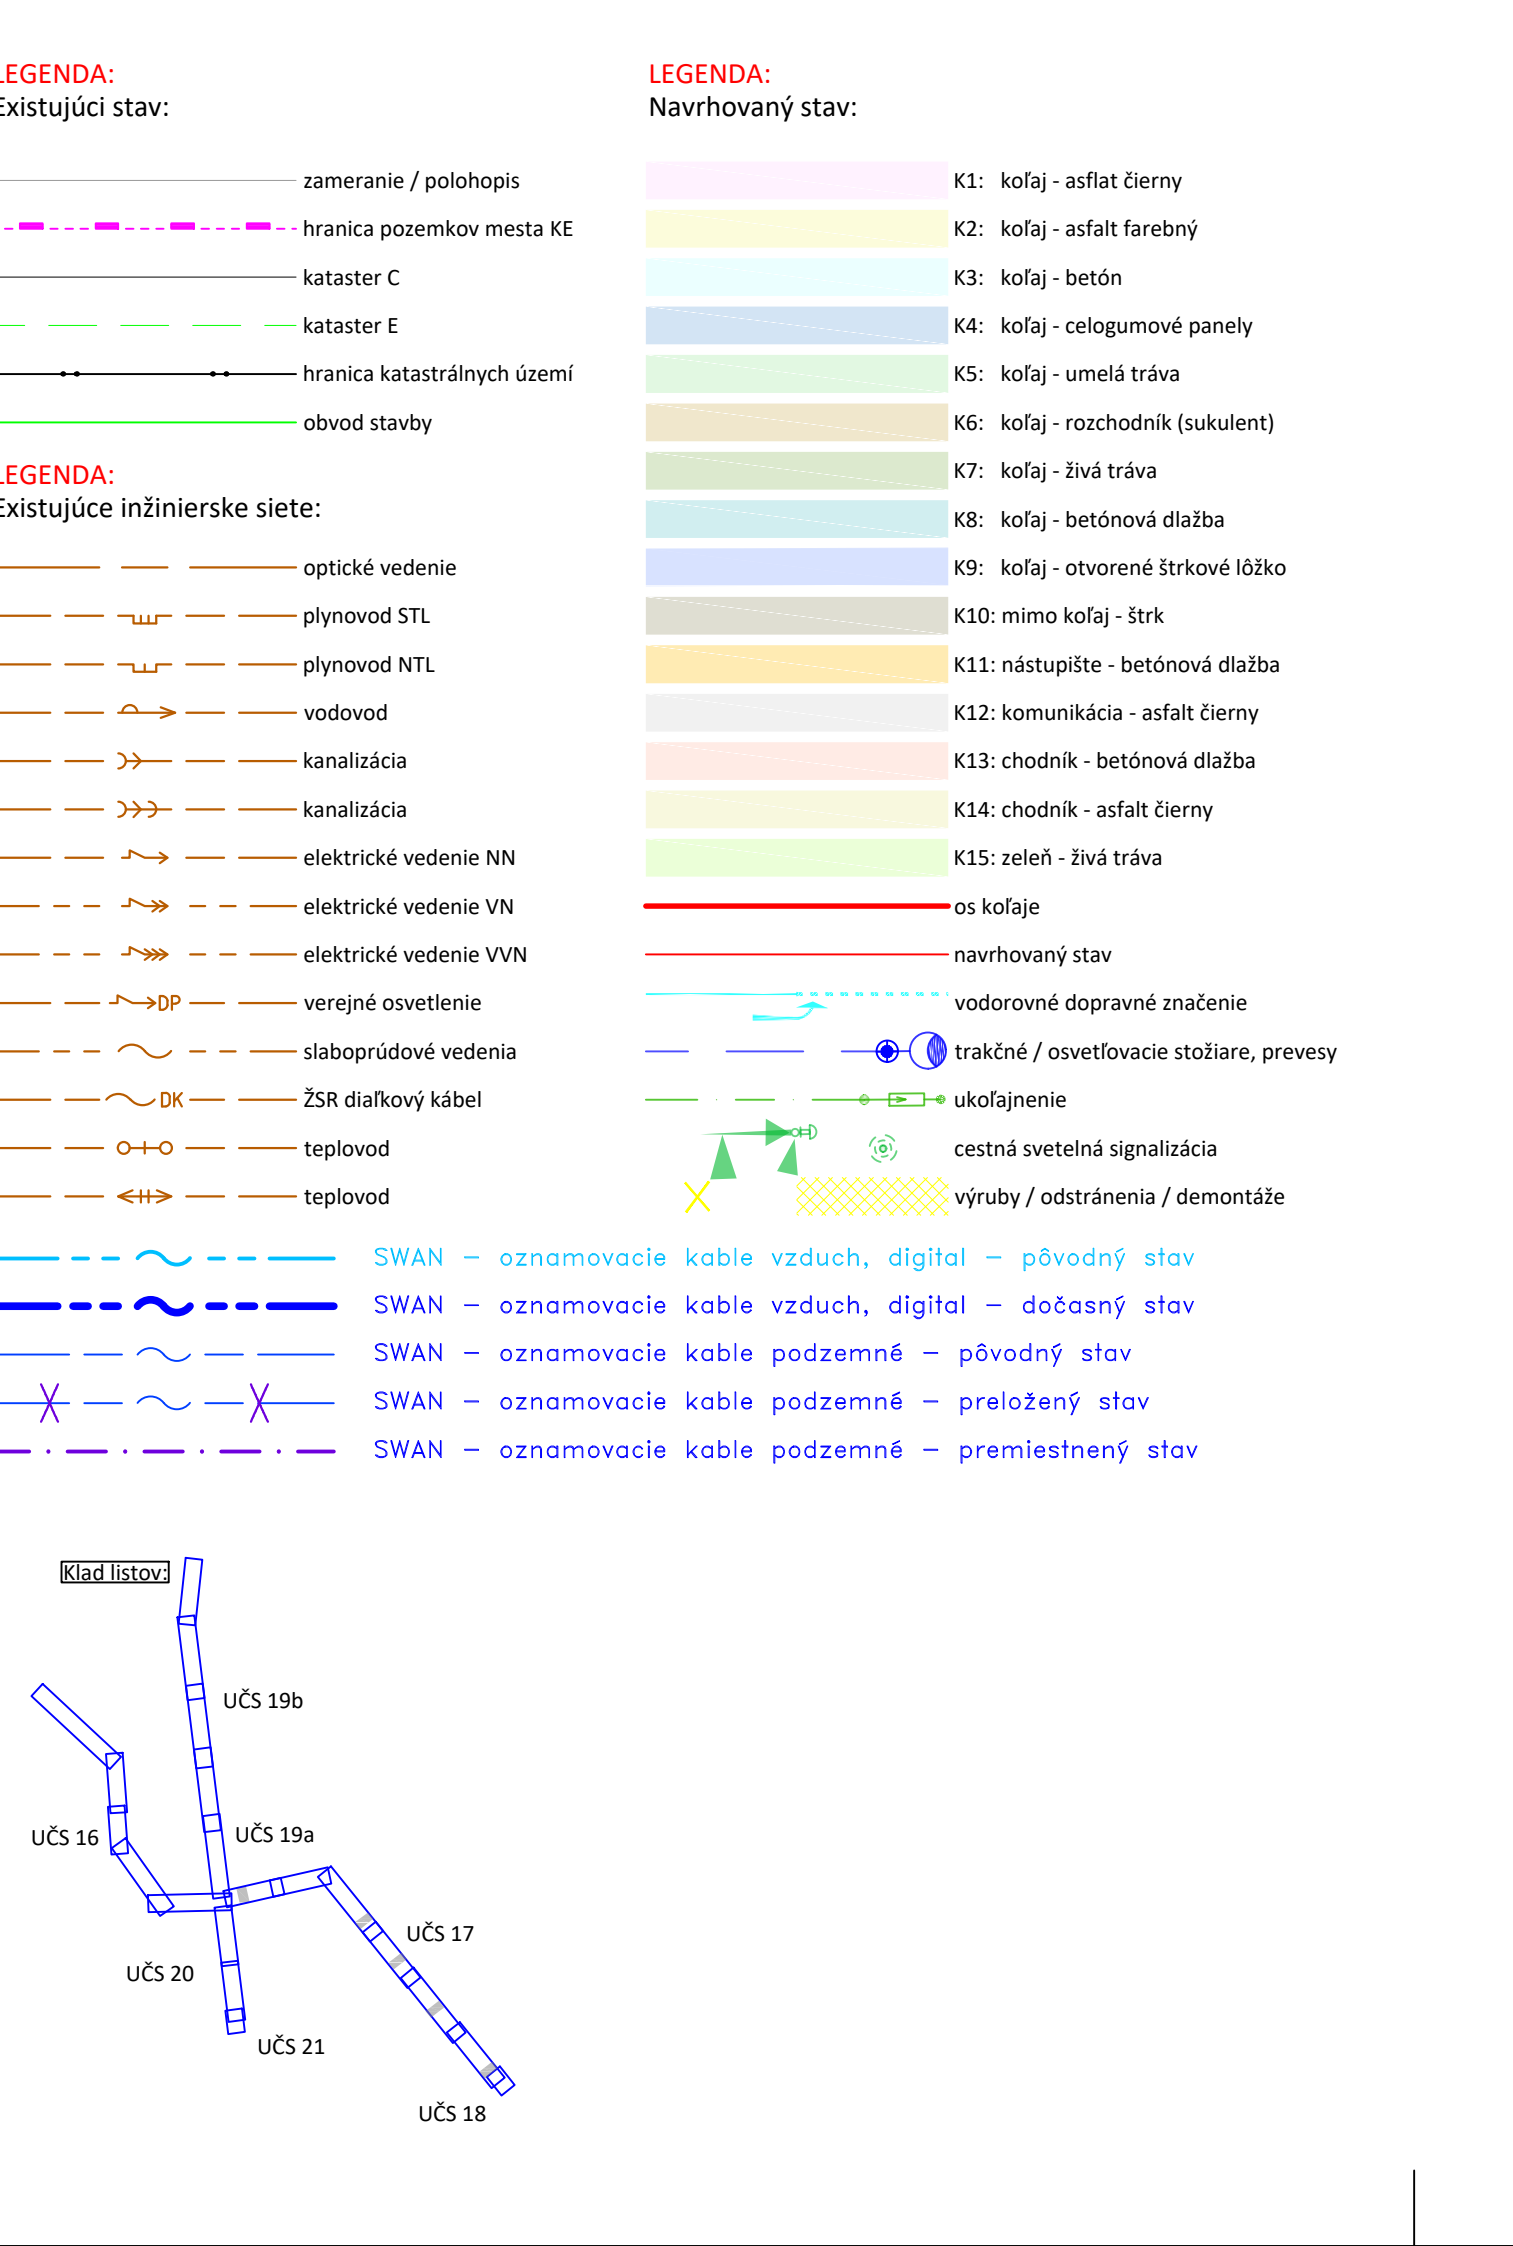 LEGENDA:
Existujúci stav:
zameranie / polohopis
hranica pozemkov mesta KE
kataster C
kataster E
hranica katastrálnych území
obvod stavby
LEGENDA:
Existujúce inžinierske siete:
optické vedenie
plynovod STL
plynovod NTL
vodovod
kanalizácia
kanalizácia
elektrické vedenie NN
elektrické vedenie VN
elektrické vedenie VVN
DP verejné osvetlenie
slaboprúdové vedenia
DK ŽSR diaľkový kábel
teplovod
teplovod
LEGENDA:
Navrhovaný stav:
K1: koľaj - asflat čierny
K2: koľaj - asfalt farebný
K3: koľaj - betón
K4: koľaj - celogumové panely
K5: koľaj - umelá tráva
K6: koľaj - rozchodník (sukulent)
K7: koľaj - živá tráva
K8: koľaj - betónová dlažba
K9: koľaj - otvorené štrkové lôžko
K10: mimo koľaj - štrk
K11: nástupište - betónová dlažba
K12: komunikácia - asfalt čierny
K13: chodník - betónová dlažba
K14: chodník - asfalt čierny
K15: zeleň - živá tráva
os koľaje
navrhovaný stav
vodorovné dopravné značenie
trakčné / osvetľovacie stožiare, prevesy
ukoľajnenie
cestná svetelná signalizácia
výruby / odstránenia / demontáže
SWAN – oznamovacie kable vzduch, digital – pôvodný stav
SWAN – oznamovacie kable vzduch, digital – dočasný stav
SWAN – oznamovacie kable podzemné – pôvodný stav
SWAN – oznamovacie kable podzemné – preložený stav
SWAN – oznamovacie kable podzemné – premiestnený stav
Klad listov:
UČS 19b
UČS 16
UČS 19a
UČS 17
UČS 20
UČS 21
UČS 18